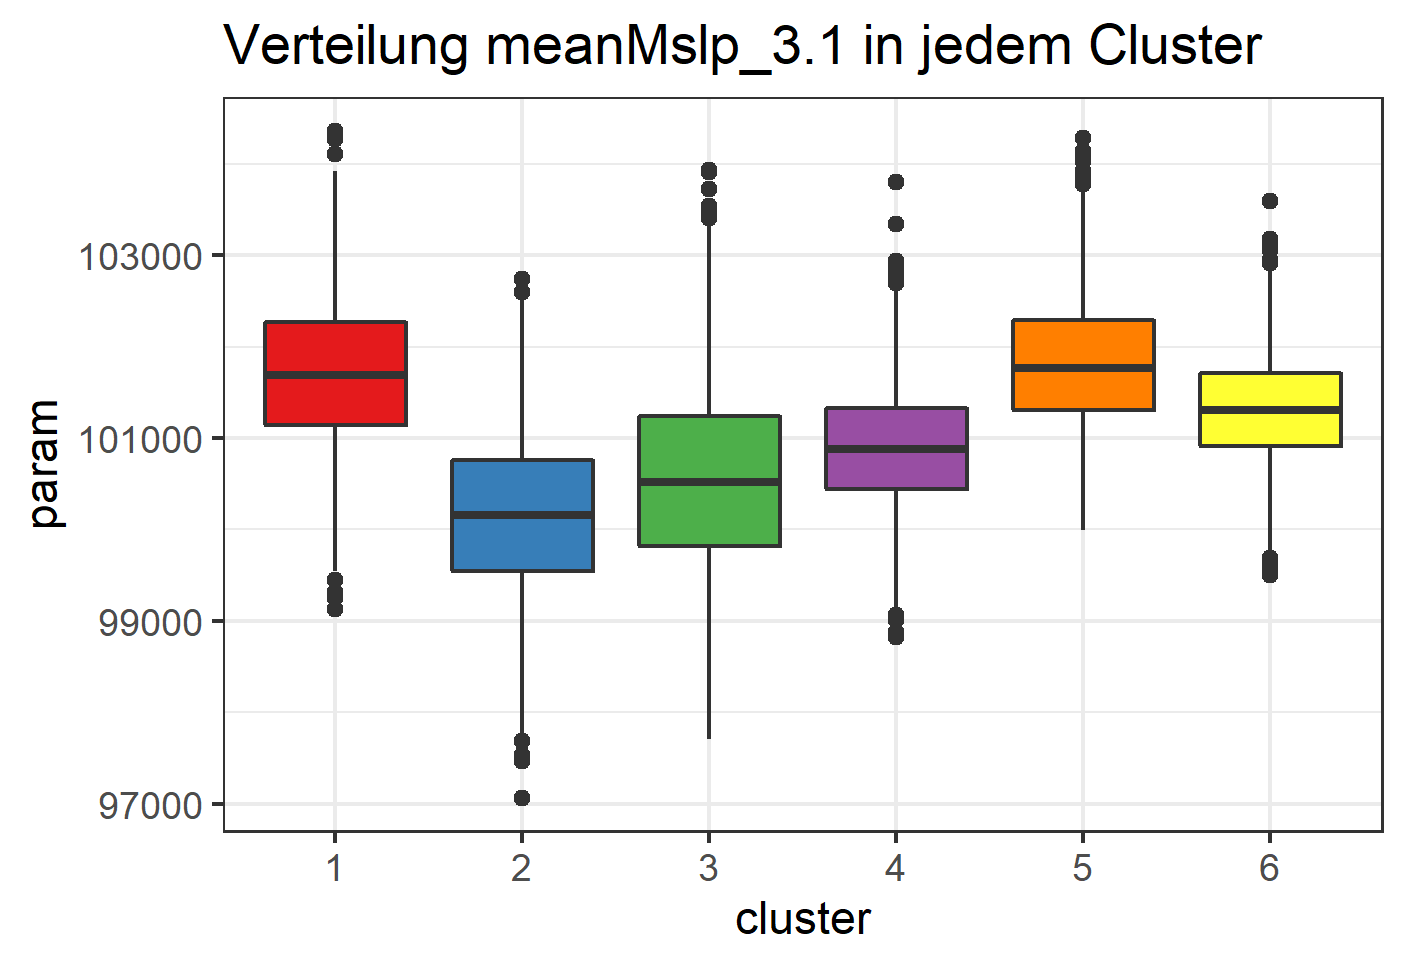 Verteilung meanMslp_3.1 in jedem Cluster
param
103000
101000
99000
97000
1 2 3 4 5 6
cluster